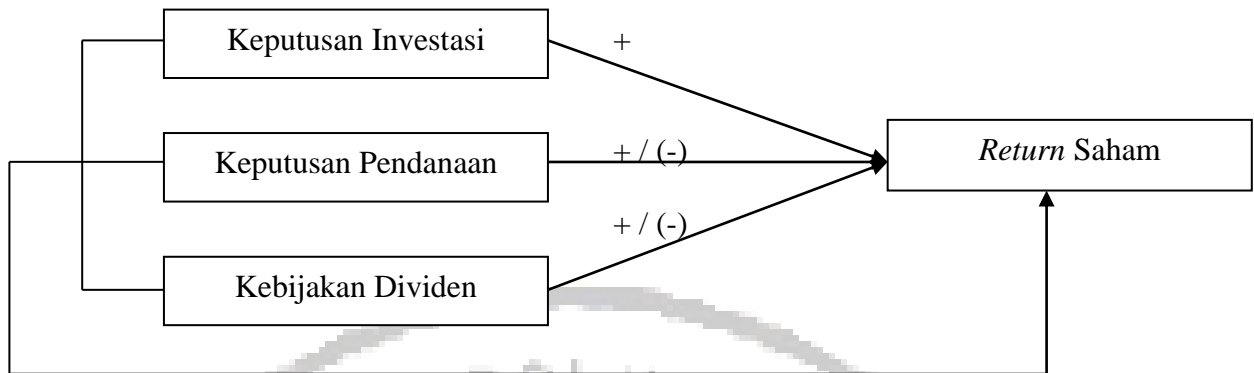 Keputusan Investasi
+
Keputusan Pendanaan
+ / (-)
Return Saham
+ / (-)
Kebijakan Dividen